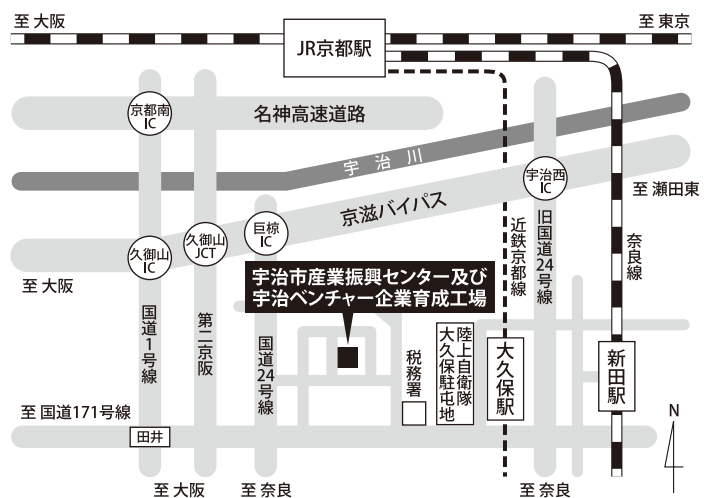 至 大阪
JR京都駅
至 東京
京都南
IC
名神高速道路
宇治川
宇治西
IC
至 瀬田東
京滋バイパス
巨椋
IC
久御山
JCT
久御山
IC
至 大阪
近鉄京都線
旧国道24号線
奈良線
宇治市産業振興センター及び
宇治ベンチャー企業育成工場
国道1号線
第二京阪
国道24号線
税務署
陸上自衛隊
大久保駐屯地
大久保駅
新田駅
至 国道171号線
田井
N
至 大阪
至 奈良
至 奈良